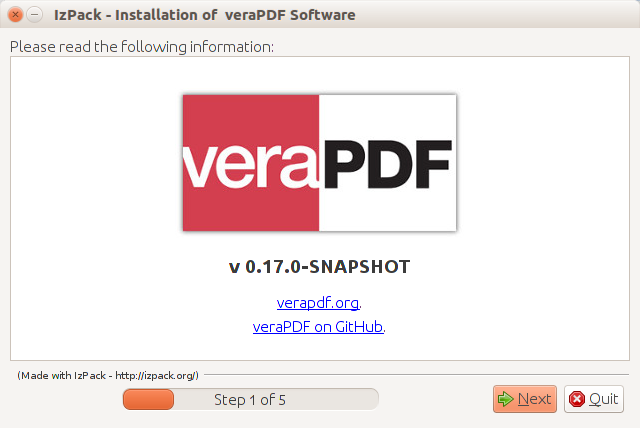 IzPack - Installation of  veraPDF Software
Please read the following information:
veraPDF
v 0.17.0-SNAPSHOT
verapdf.org.
veraPDF on GitHub.
(Made with IzPack - http://izpack.org/)
Step 1 of 5
Next
Quit